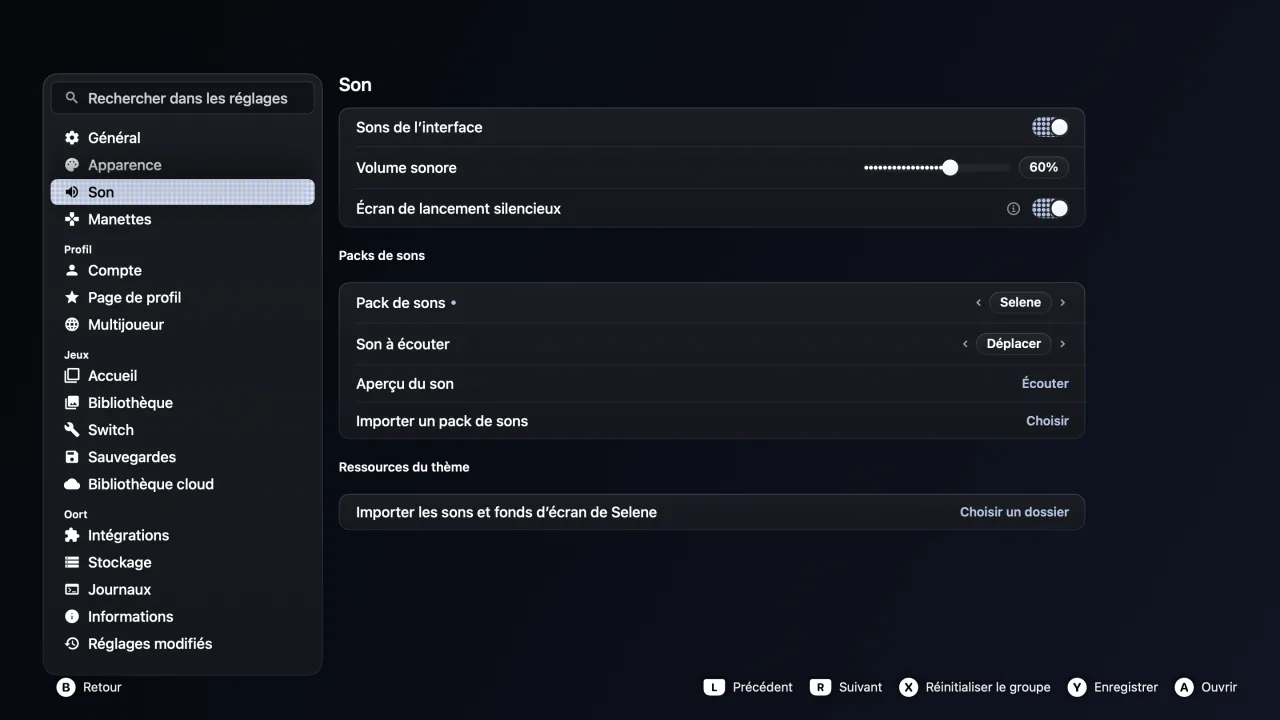 Rechercher dans les réglages
Général
Apparence
Son
Manettes
Profil
Compte
Page de profil
Multijoueur
Jeux
Accueil
Bibliothèque
Switch
Sauvegardes
Bibliothèque cloud
Oort
Intégrations
Stockage
Journaux
Informations
Réglages modifiés
Son
Sons de l’interface
Volume sonore 60%
Écran de lancement silencieux
Packs de sons
Pack de sons • ‹ Selene ›
Son à écouter ‹ Déplacer ›
Aperçu du son Écouter
Importer un pack de sons Choisir
Ressources du thème
Importer les sons et fonds d’écran de Selene Choisir un dossier
B Retour L Précédent R Suivant X Réinitialiser le groupe Y Enregistrer A Ouvrir